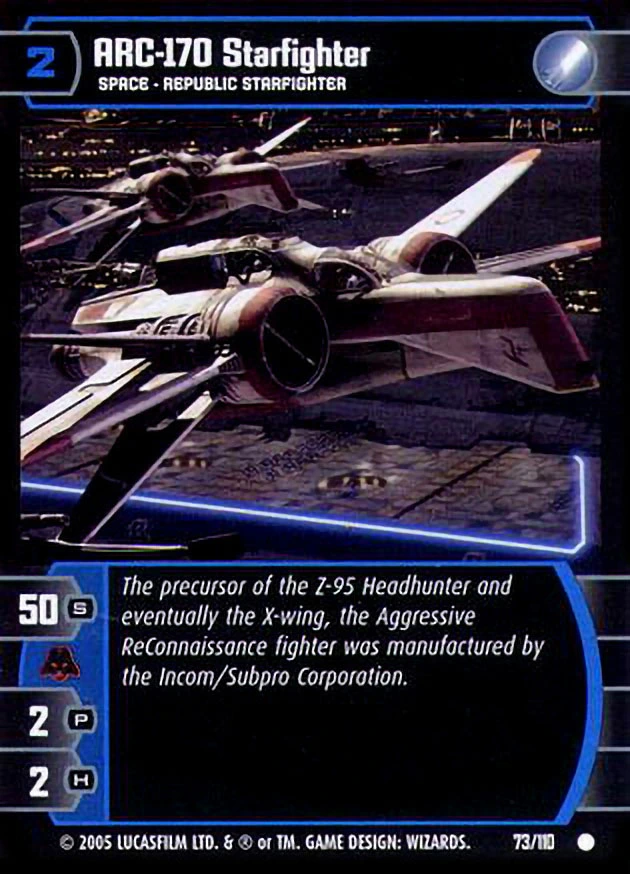 2
ARC-170 Starfighter
SPACE - REPUBLIC STARFIGHTER
The precursor of the Z-95 Headhunter and
eventually the X-wing, the Aggressive
ReConnaissance fighter was manufactured by
the Incom/Subpro Corporation.
50 S
2 P
2 H
© 2005 LUCASFILM LTD. & ® or TM. GAME DESIGN: WIZARDS. 73/110